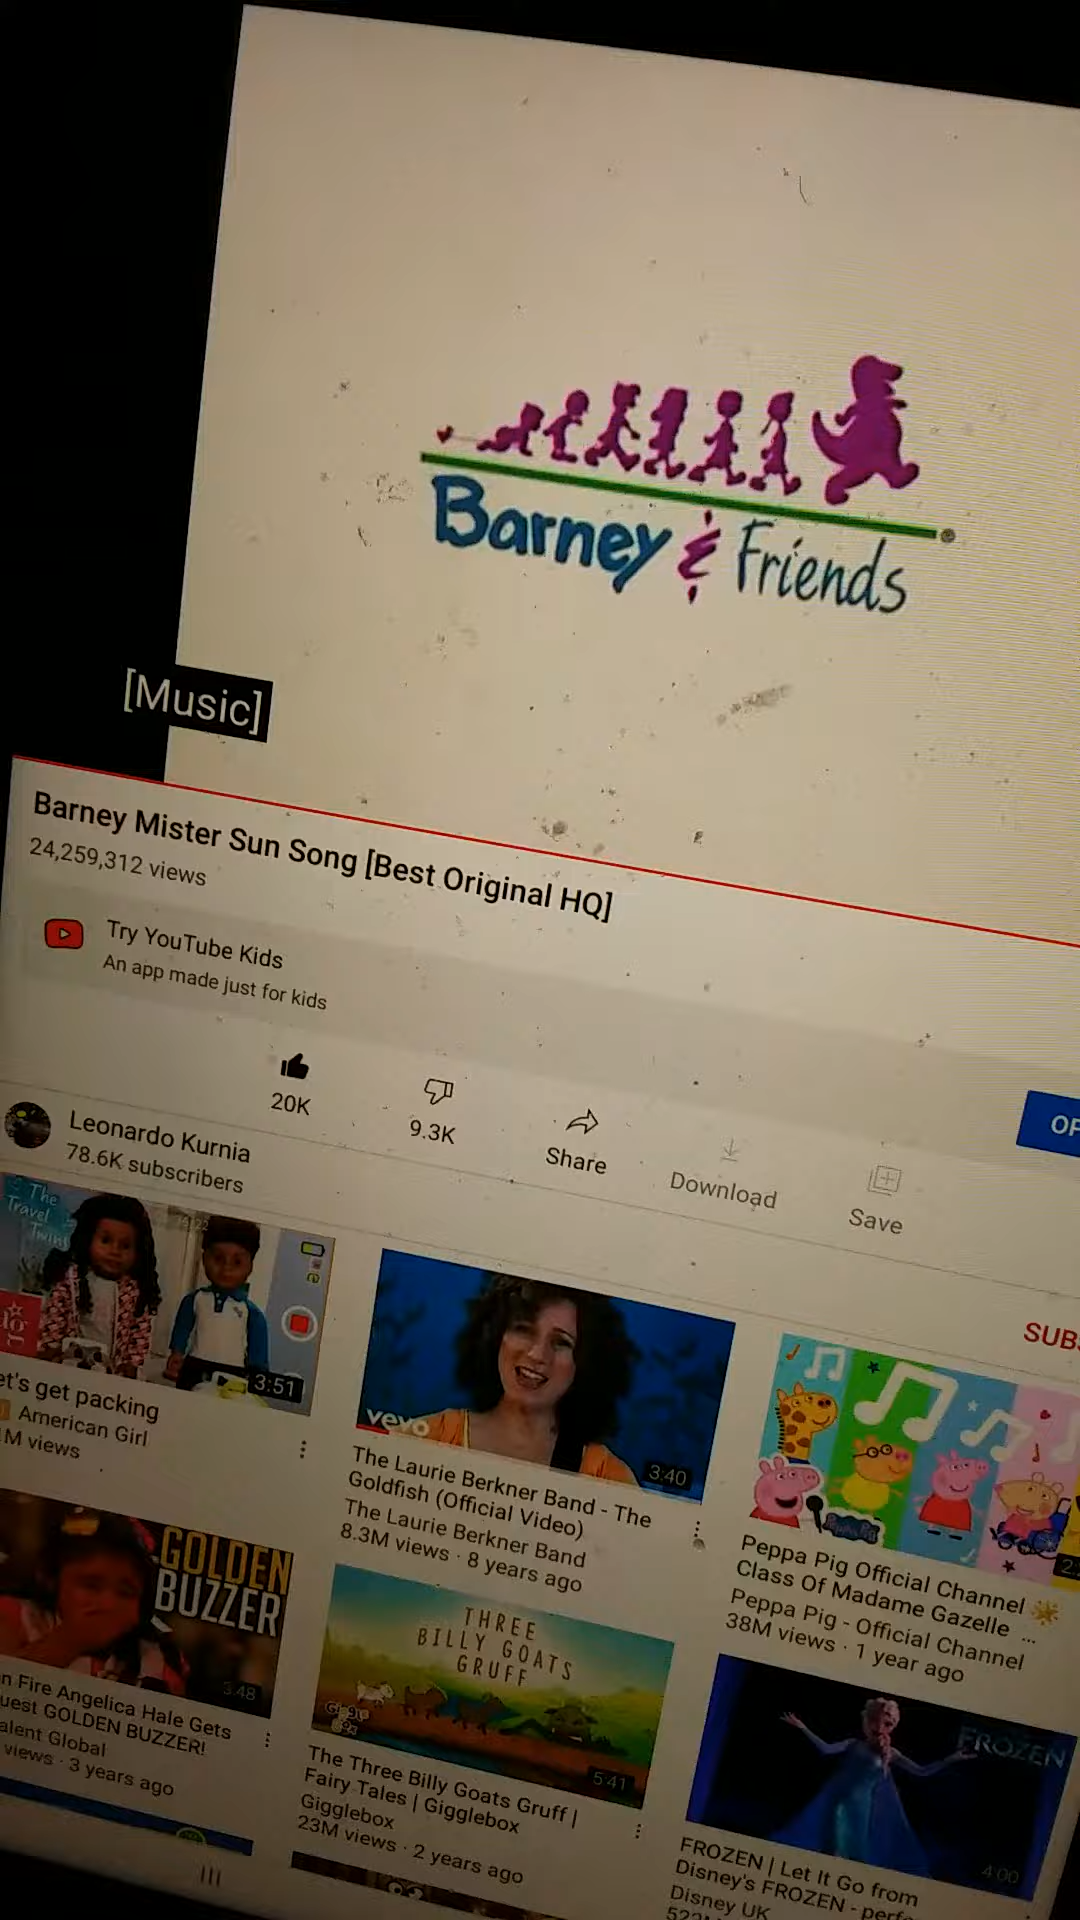 Barney & Friends
[Music]
Barney Mister Sun Song [Best Original HQ]
24,259,312 views
Try YouTube Kids
An app made just for kids
20K
9.3K
Share
Download
Save
Leonardo Kurnia
78.6K subscribers
The
Travel
Twins
3:51
et's get packing
American Girl
M views
vevo
3:40
The Laurie Berkner Band - The
Goldfish (Official Video)
The Laurie Berkner Band
8.3M views · 8 years ago
SUB
Peppa Pig
Peppa Pig Official Channel
Class Of Madame Gazelle ...
Peppa Pig - Official Channel
38M views · 1 year ago
GOLDEN
BUZZER
3:48
n Fire Angelica Hale Gets
uest GOLDEN BUZZER!
alent Global
views · 3 years ago
THREE
BILLY GOATS
GRUFF
5:41
The Three Billy Goats Gruff |
Fairy Tales | Gigglebox
Gigglebox
23M views · 2 years ago
FROZEN
4:00
FROZEN | Let It Go from
Disney's FROZEN - perf
Disney UK